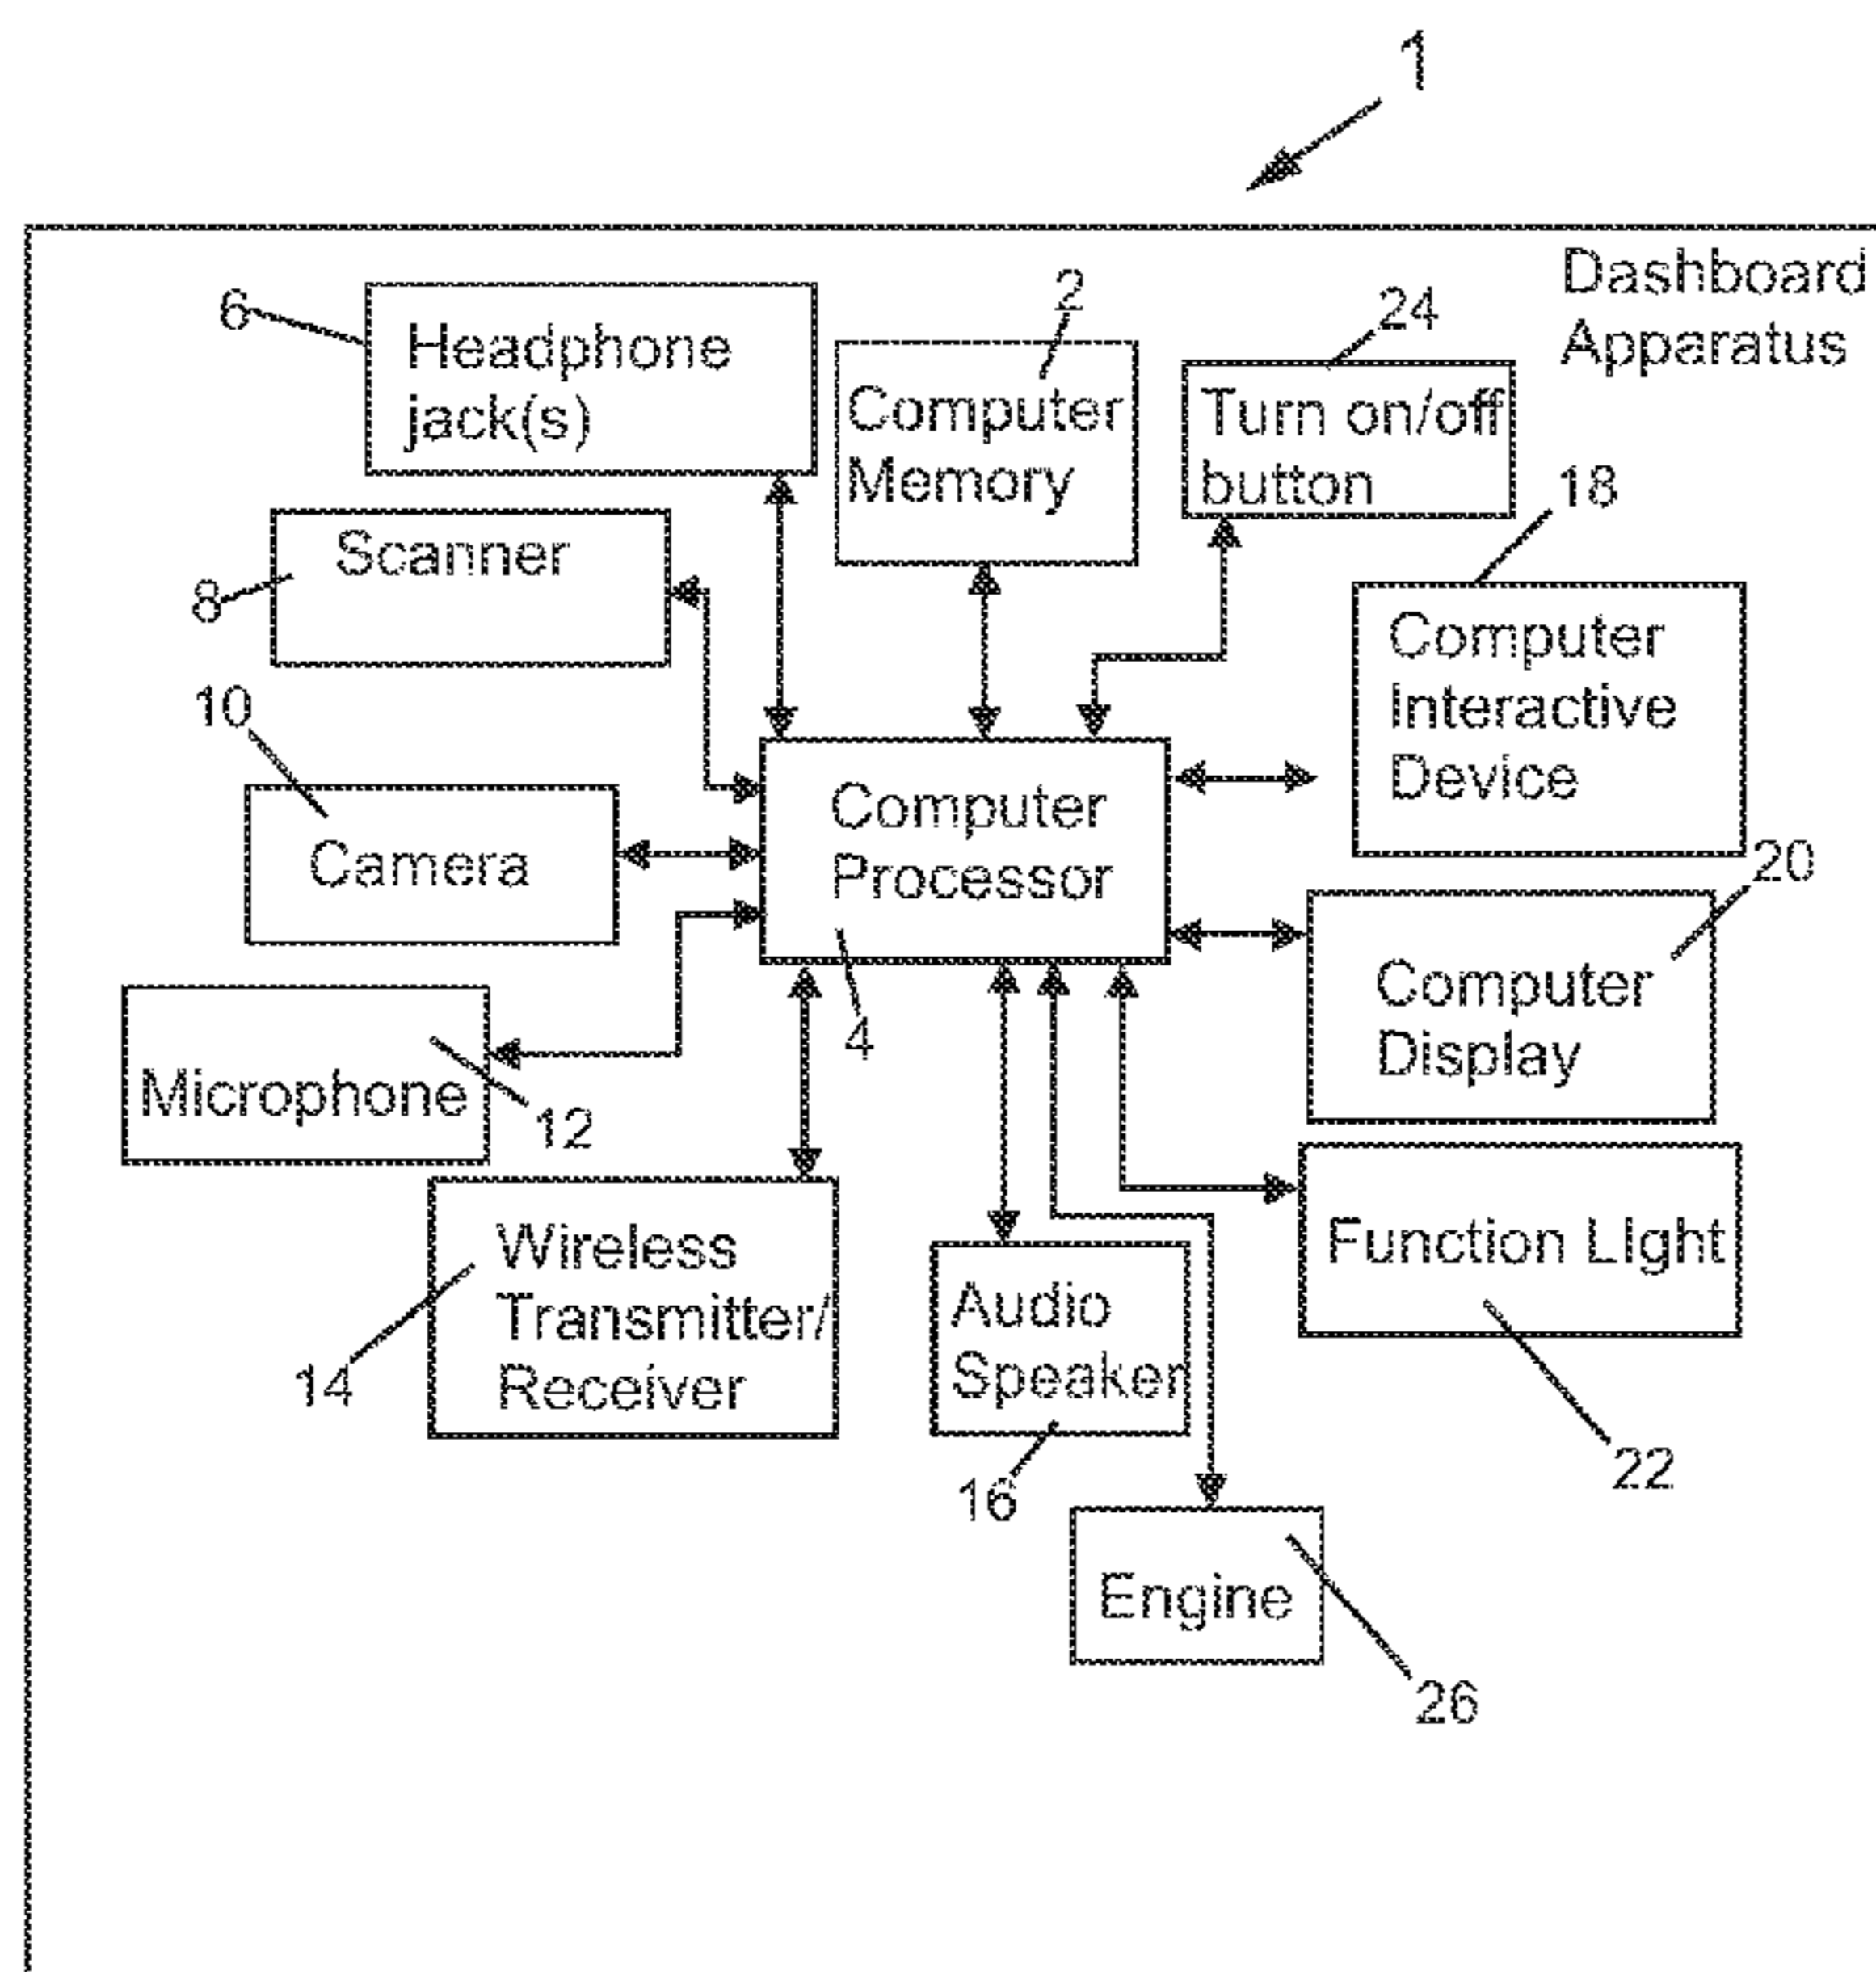 1
Dashboard
Apparatus
6
Headphone
jack(s)
2
Computer
Memory
24
Turn on/off
button
8
Scanner
18
Computer
Interactive
Device
10
Camera
Computer
Processor
4
20
Computer
Display
Microphone
12
14
Wireless
Transmitter/
Receiver
Audio
Speaker
16
Function LIght
22
Engine
26